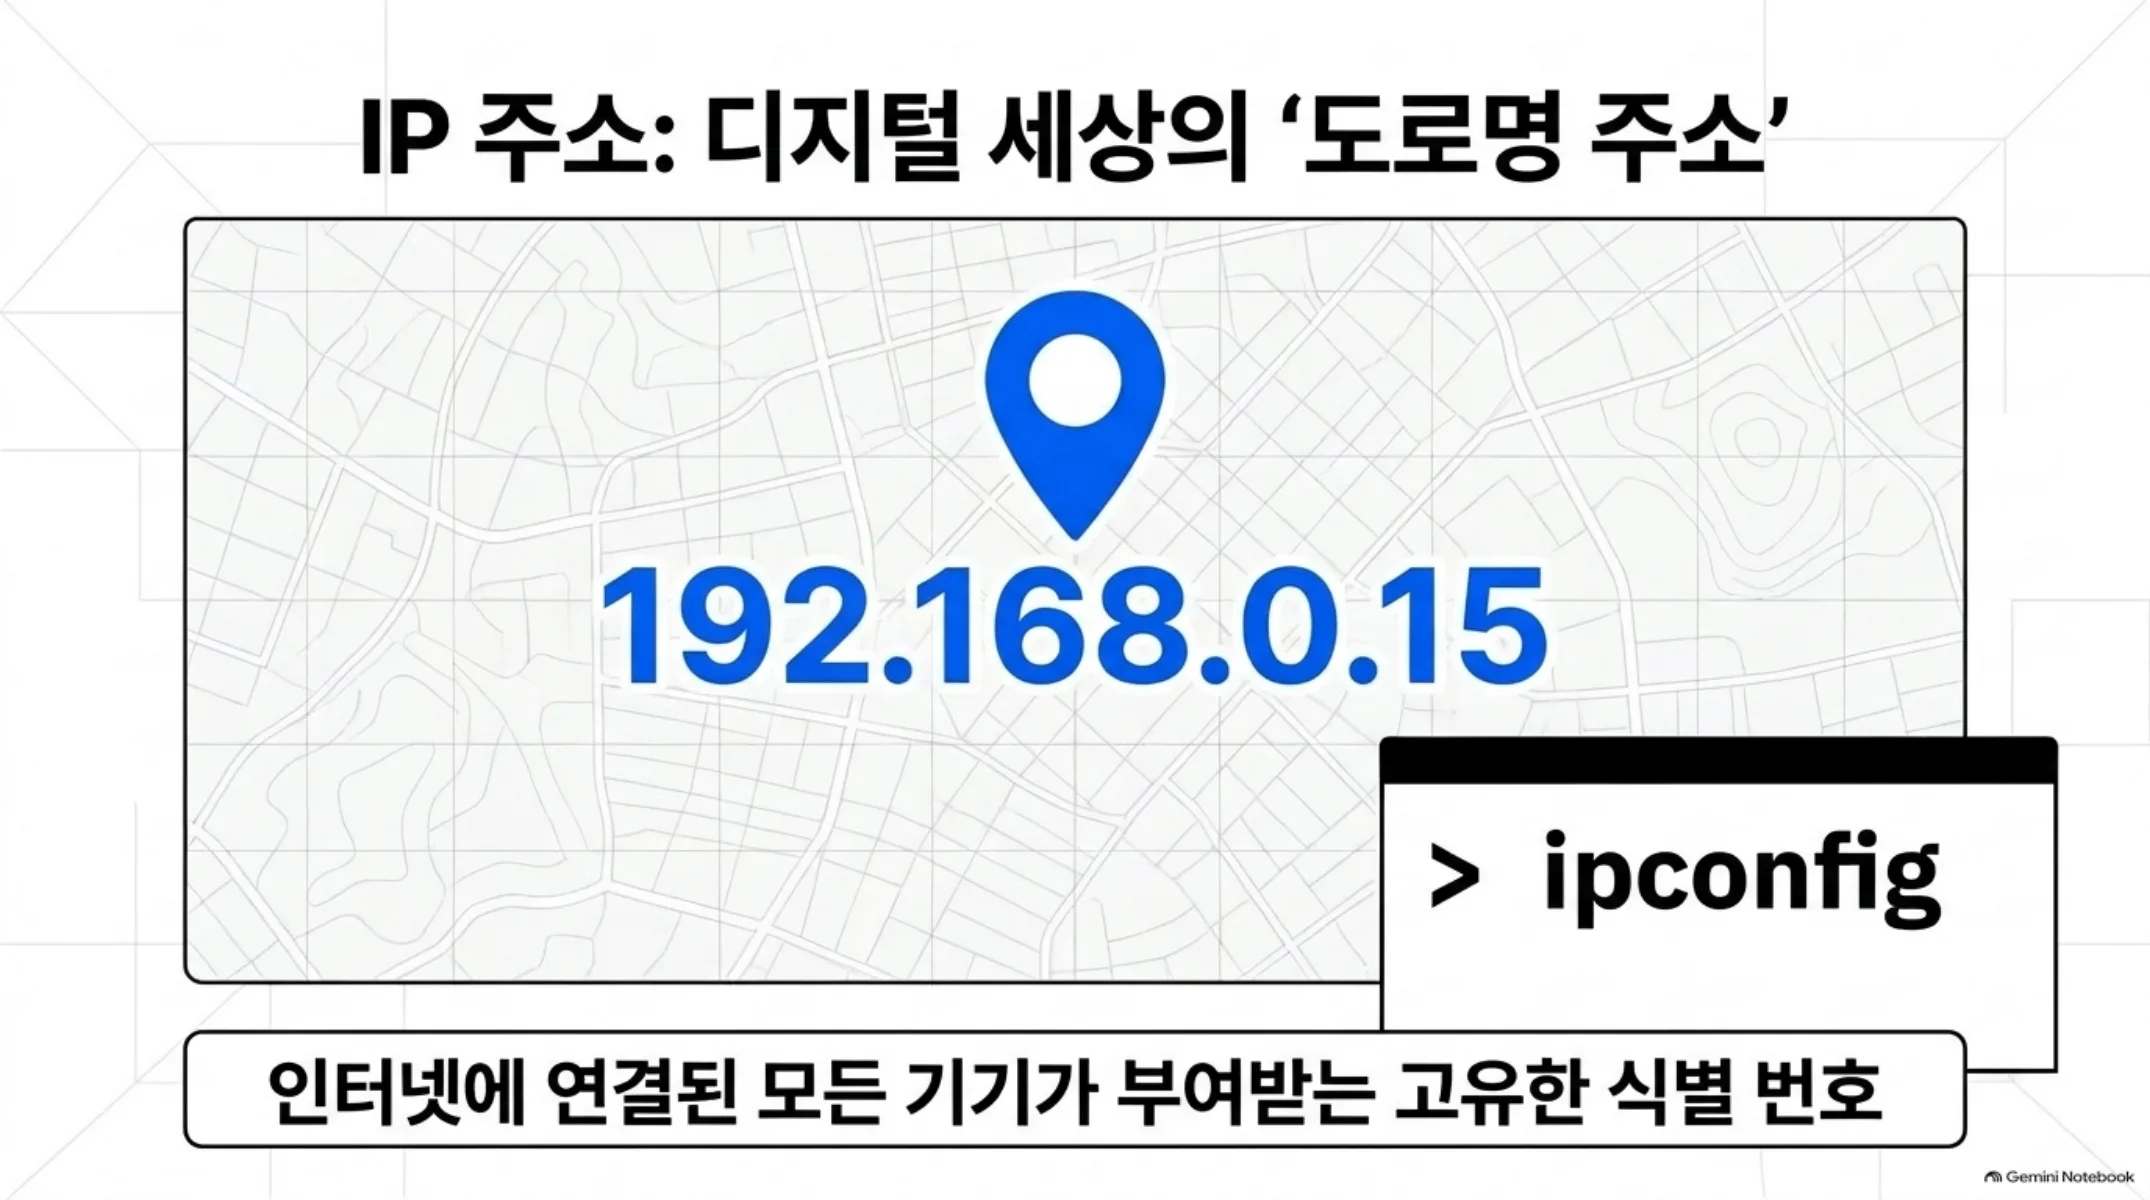 IP 주소: 디지털 세상의 ‘도로명 주소’
192.168.0.15
> ipconfig
인터넷에 연결된 모든 기기가 부여받는 고유한 식별 번호
Gemini Notebook